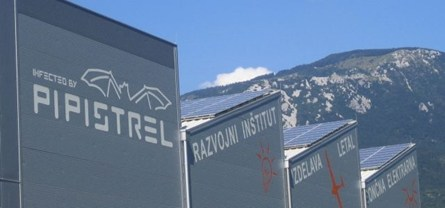 INFECTED BY
PIPISTREL
RAZVOJNI INŠTITUT
IZDELAVA LETAL
SONČNA ELEKTRARNA